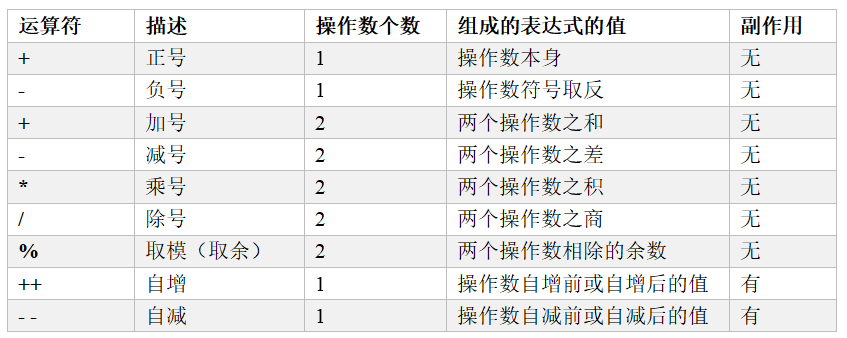 运算符 描述 操作数个数 组成的表达式的值 副作用
+ 正号 1 操作数本身 无
- 负号 1 操作数符号取反 无
+ 加号 2 两个操作数之和 无
- 减号 2 两个操作数之差 无
* 乘号 2 两个操作数之积 无
/ 除号 2 两个操作数之商 无
% 取模（取余） 2 两个操作数相除的余数 无
++ 自增 1 操作数自增前或自增后的值 有
- - 自减 1 操作数自减前或自减后的值 有